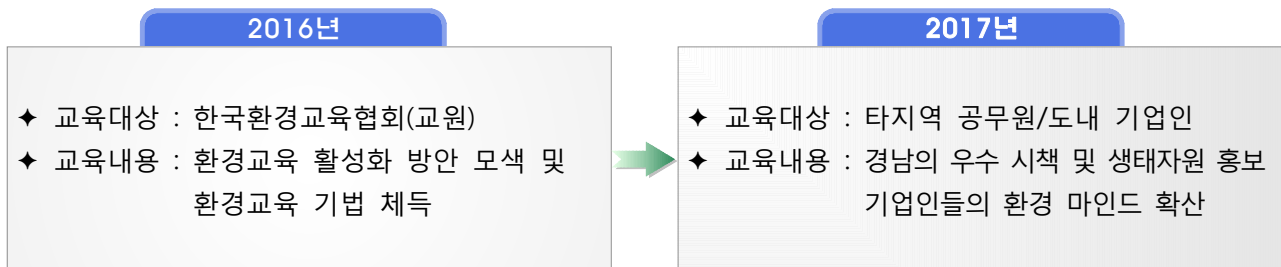 2016년
✦ 교육대상 : 한국환경교육협회(교원)
✦ 교육내용 : 환경교육 활성화 방안 모색 및
환경교육 기법 체득
2017년
✦ 교육대상 : 타지역 공무원/도내 기업인
✦ 교육내용 : 경남의 우수 시책 및 생태자원 홍보
기업인들의 환경 마인드 확산